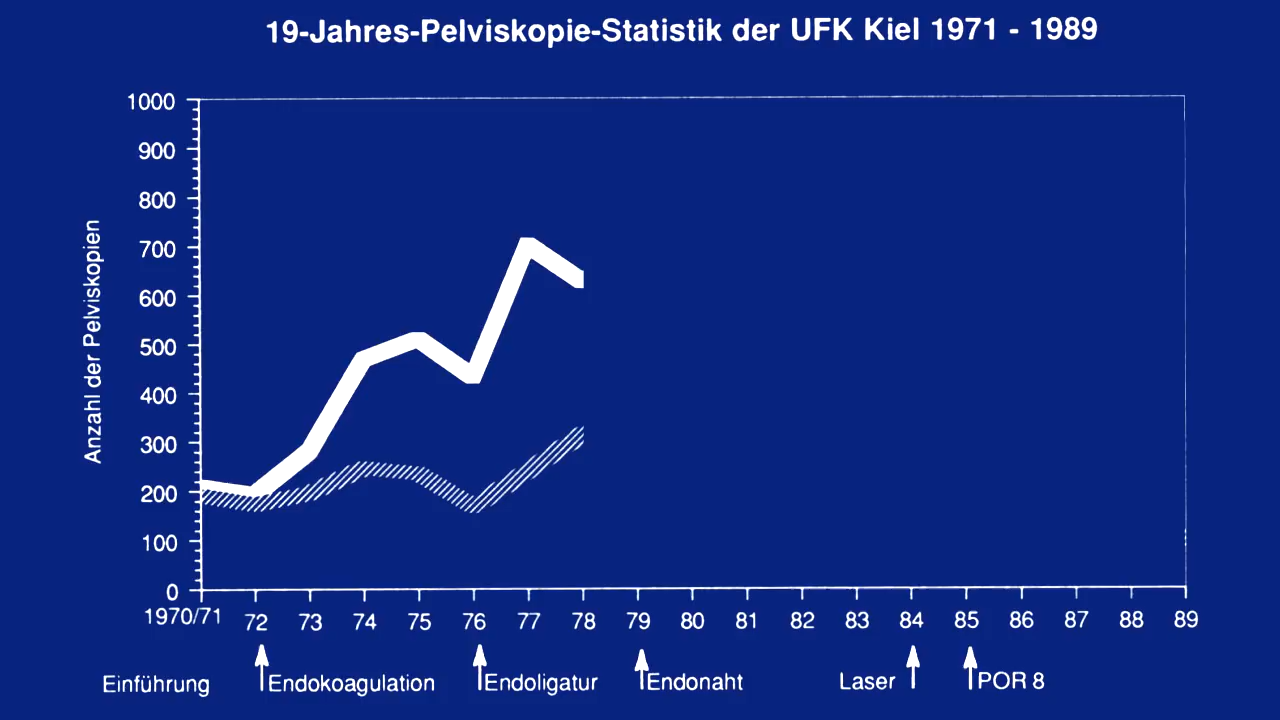 19-Jahres-Pelviskopie-Statistik der UFK Kiel 1971 - 1989
Anzahl der Pelviskopien
1000
900
800
700
600
500
400
300
200
100
0
1970/71 72 73 74 75 76 77 78 79 80 81 82 83 84 85 86 87 88 89
Einführung Endokoagulation Endoligatur Endonaht Laser POR 8